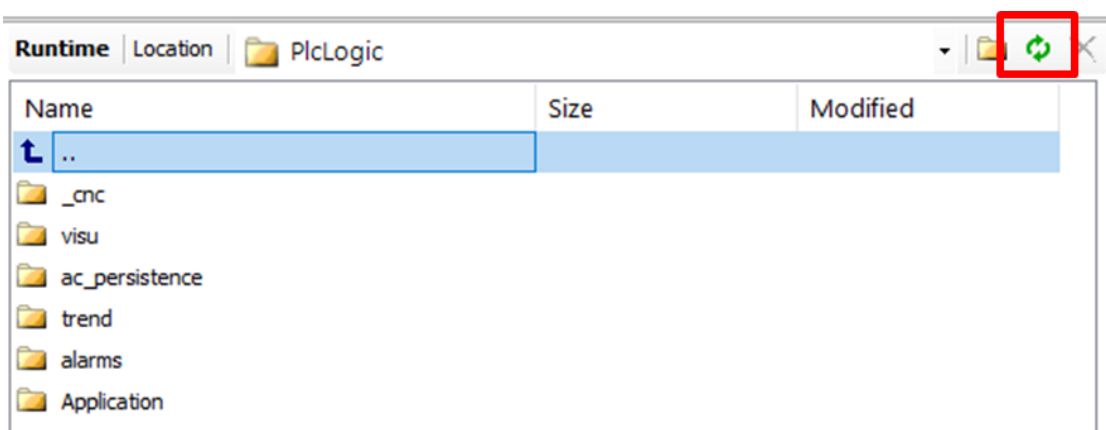 Runtime Location PlcLogic
Name Size Modified
..
_cnc
visu
ac_persistence
trend
alarms
Application